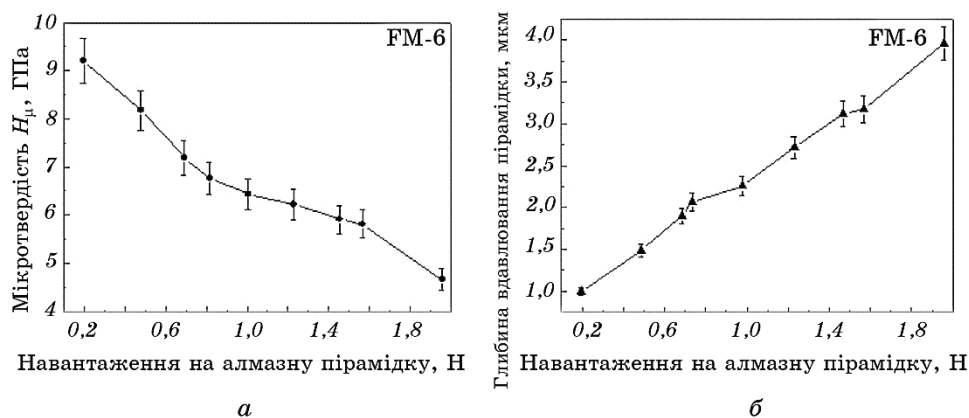 10
9
8
7
6
5
4
Мікротвердість Hμ, ГПа
FM-6
0,2 0,6 1,0 1,4 1,8
Навантаження на алмазну пірамідку, Н
а
4,0
3,5
3,0
2,5
2,0
1,5
1,0
Глибина вдавлювання пірамідки, мкм
FM-6
0,2 0,6 1,0 1,4 1,8
Навантаження на алмазну пірамідку, Н
б